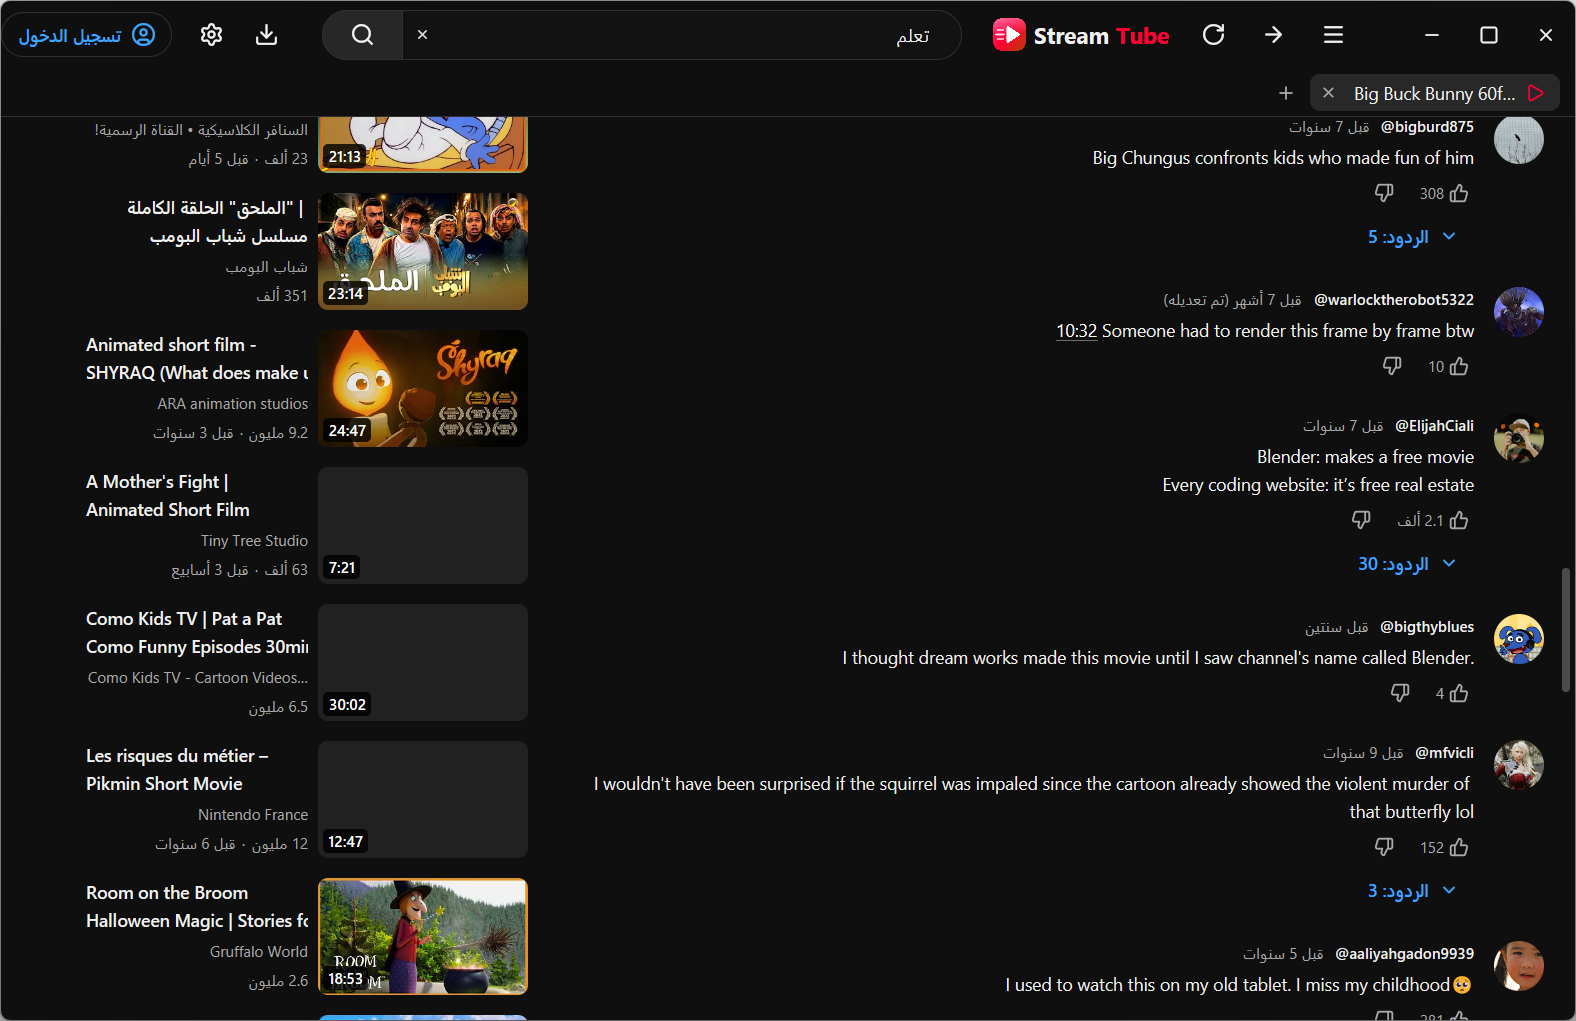 Stream Tube
تعلم
تسجيل الدخول
Big Buck Bunny 60f...
@bigburd875 قبل 7 سنوات
Big Chungus confronts kids who made fun of him
308
الردود: 5
@warlocktherobot5322 قبل 7 أشهر (تم تعديله)
10:32 Someone had to render this frame by frame btw
10
@ElijahCiali قبل 7 سنوات
Blender: makes a free movie
Every coding website: it’s free real estate
2.1 ألف
الردود: 30
@bigthyblues قبل سنتين
I thought dream works made this movie until I saw channel's name called Blender.
4
@mfvicli قبل 9 سنوات
I wouldn't have been surprised if the squirrel was impaled since the cartoon already showed the violent murder of
that butterfly lol
152
الردود: 3
@aaliyahgadon9939 قبل 5 سنوات
I used to watch this on my old tablet. I miss my childhood🥺
281
21:13
السنافر الكلاسيكية • القناة الرسمية!
23 ألف · قبل 5 أيام
شباب البومب
الملحق
23:14
"الملحق" الحلقة الكاملة |
مسلسل شباب البومب
شباب البومب
351 ألف
Shyraq
24:47
Animated short film -
SHYRAQ (What does make u
ARA animation studios
9.2 مليون · قبل 3 سنوات
7:21
A Mother's Fight |
Animated Short Film
Tiny Tree Studio
63 ألف · قبل 3 أسابيع
30:02
Como Kids TV | Pat a Pat
Como Funny Episodes 30min
Como Kids TV - Cartoon Videos...
6.5 مليون
12:47
Les risques du métier –
Pikmin Short Movie
Nintendo France
12 مليون · قبل 6 سنوات
ROOM
18:53
Room on the Broom
Halloween Magic | Stories fo
Gruffalo World
2.6 مليون